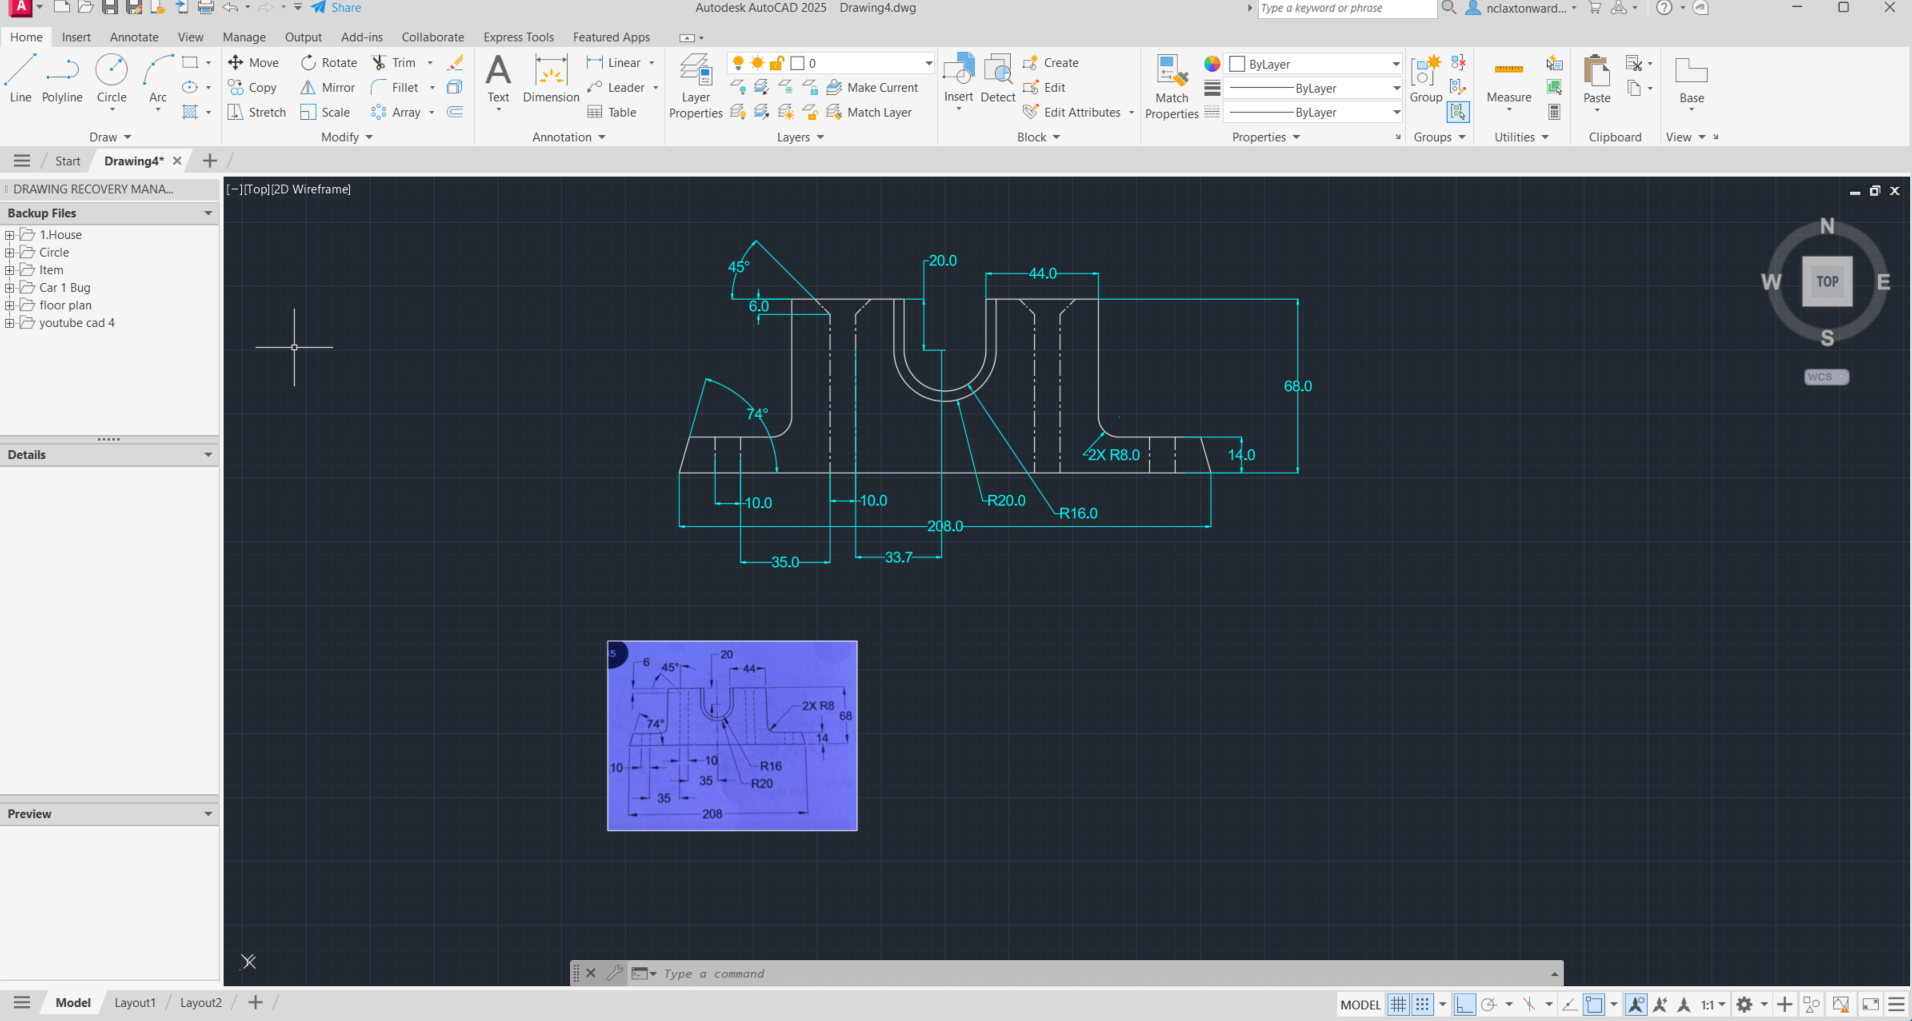 A Share Autodesk AutoCAD 2025 Drawing4.dwg Type a keyword or phrase nclaxtonward...
Home Insert Annotate View Manage Output Add-ins Collaborate Express Tools Featured Apps
Line Polyline Circle Arc
Move Rotate Trim
Copy Mirror Fillet
Stretch Scale Array
Text Dimension
Linear
Leader
Table
Layer Properties
0
Make Current
Match Layer
Insert Detect
Create
Edit
Edit Attributes
Match Properties
ByLayer
ByLayer
ByLayer
Group Measure Paste Base
Draw Modify Annotation Layers Block Properties Groups Utilities Clipboard View
Start Drawing4*
DRAWING RECOVERY MANA...
Backup Files
1.House
Circle
Item
Car 1 Bug
floor plan
youtube cad 4
Details
Preview
[−][Top][2D Wireframe]
N
W TOP E
S
WCS
45°
20.0
44.0
6.0
68.0
74°
2X R8.0
14.0
10.0
10.0
R20.0
R16.0
208.0
35.0
33.7
5
6
45°
20
44
2X R8
68
74°
14
10
10
R16
35
R20
35
208
Type a command
Model Layout1 Layout2
MODEL 1:1